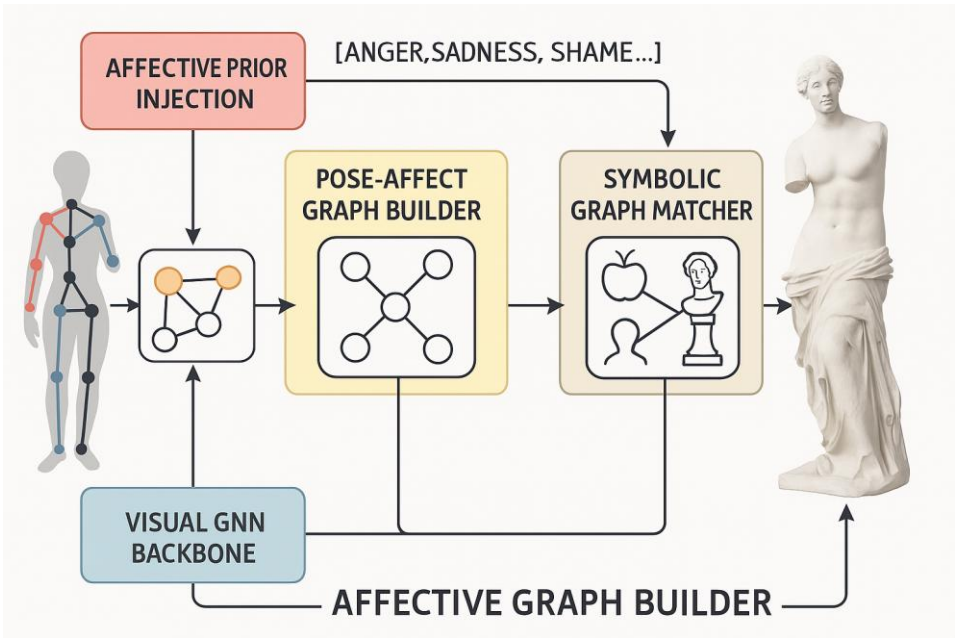 AFFECTIVE PRIOR
INJECTION
[ANGER,SADNESS, SHAME...]
POSE-AFFECT
GRAPH BUILDER
SYMBOLIC
GRAPH MATCHER
VISUAL GNN
BACKBONE
AFFECTIVE GRAPH BUILDER